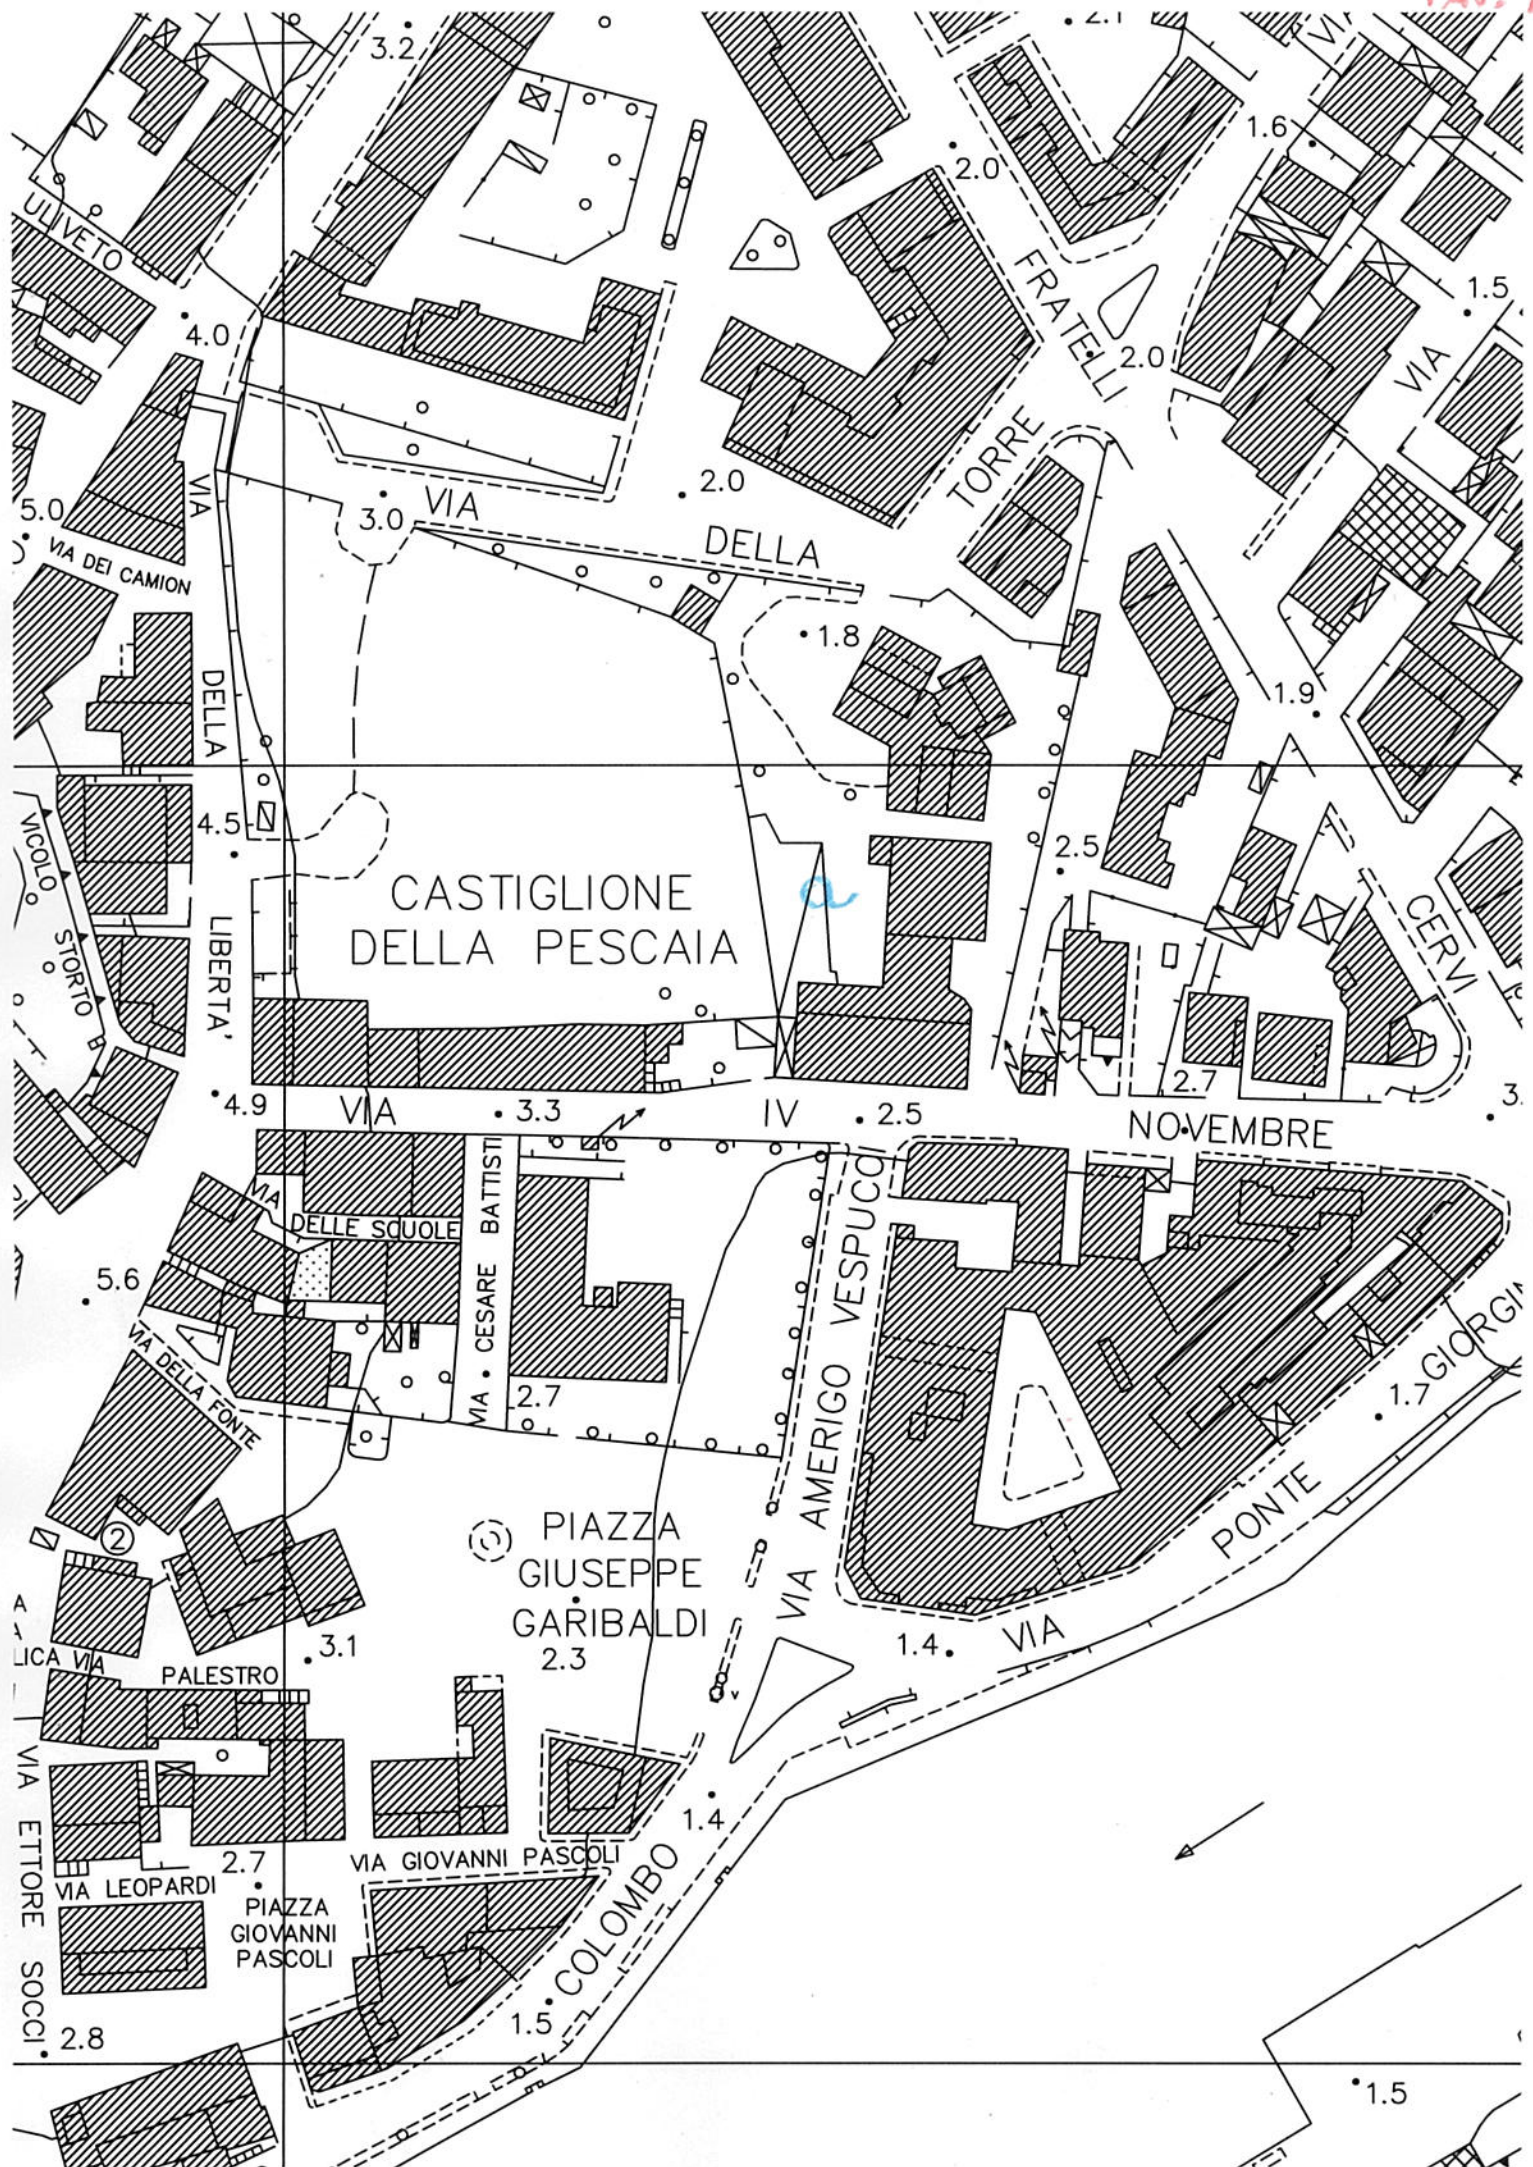 3.2
2.1
VIA
1.6
2.0
ULIVETO
4.0
FRATELLI
2.0
1.5
VIA
VIA
TORRE
5.0
3.0
VIA
2.0
DELLA
VIA DEI CAMION
1.8
DELLA
1.9
4.5
VICOLO
STORTO
2.5
CASTIGLIONE
DELLA PESCAIA
a
LIBERTA'
CERVI
4.9
VIA
3.3
IV
2.5
2.7
NOVEMBRE
3.
VIA
DELLE SCUOLE
VIA CESARE BATTISTI
VIA AMERIGO VESPUCCI
5.6
VIA DELLA FONTE
2.7
1.7
GIORGINI
PONTE
2
PIAZZA
GIUSEPPE
GARIBALDI
2.3
3.1
1.4
VIA
LICA VIA
PALESTRO
VIA ETTORE SOCCI
1.4
2.7
VIA GIOVANNI PASCOLI
VIA LEOPARDI
PIAZZA
GIOVANNI
PASCOLI
COLOMBO
1.5
2.8
1.5